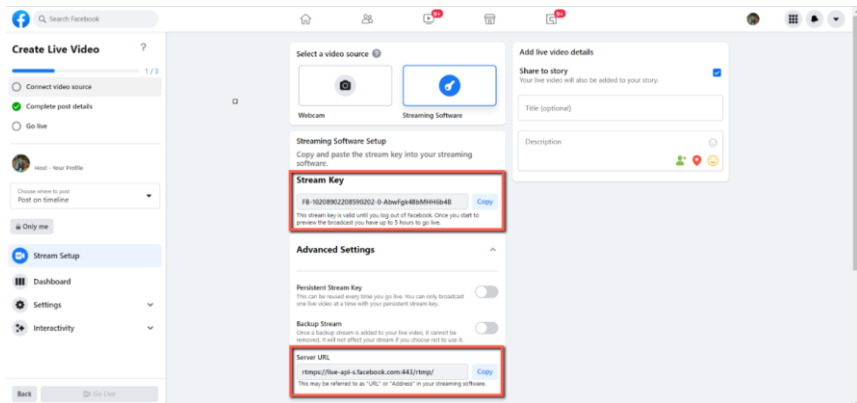 Search Facebook
9+
9+
Create Live Video
?
1 / 3
Connect video source
Complete post details
Go live
Host - Your Profile
Choose where to post
Post on timeline
Only me
Stream Setup
Dashboard
Settings
Interactivity
Back
Go Live
Select a video source
Webcam
Streaming Software
Streaming Software Setup
Copy and paste the stream key into your streaming
software.
Stream Key
Copy
This stream key is valid until you log out of Facebook. Once you start to
preview the broadcast you have up to 5 hours to go live.
Advanced Settings
Persistent Stream Key
This can be reused every time you go live. You can only broadcast
one live video at a time with your persistent stream key.
Backup Stream
Once a backup stream is added to your live video, it cannot be
removed. It will not affect your stream if you choose not to use it.
Server URL
rtmps://live-api-s.facebook.com:443/rtmp/
Copy
This may be referred to as "URL" or "Address" in your streaming software.
Add live video details
Share to story
Your live video will also be added to your story.
Title (optional)
Description